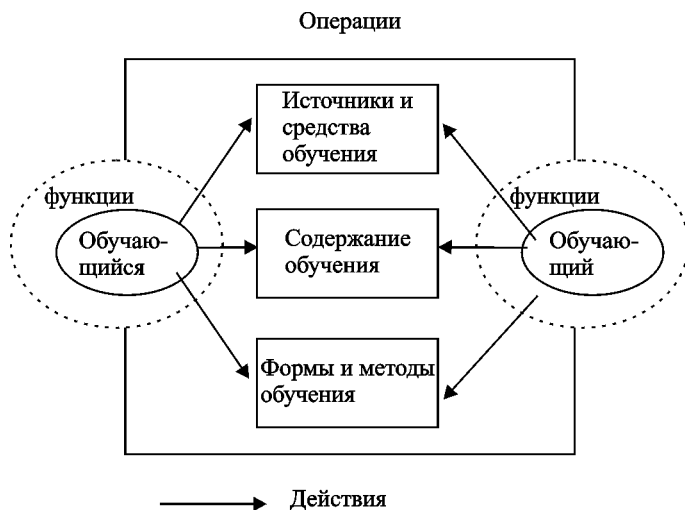 Операции
Источники и
средства
обучения
функции
функции
Обучаю-
щийся
Содержание
обучения
Обучаю-
щий
Формы и методы
обучения
Действия